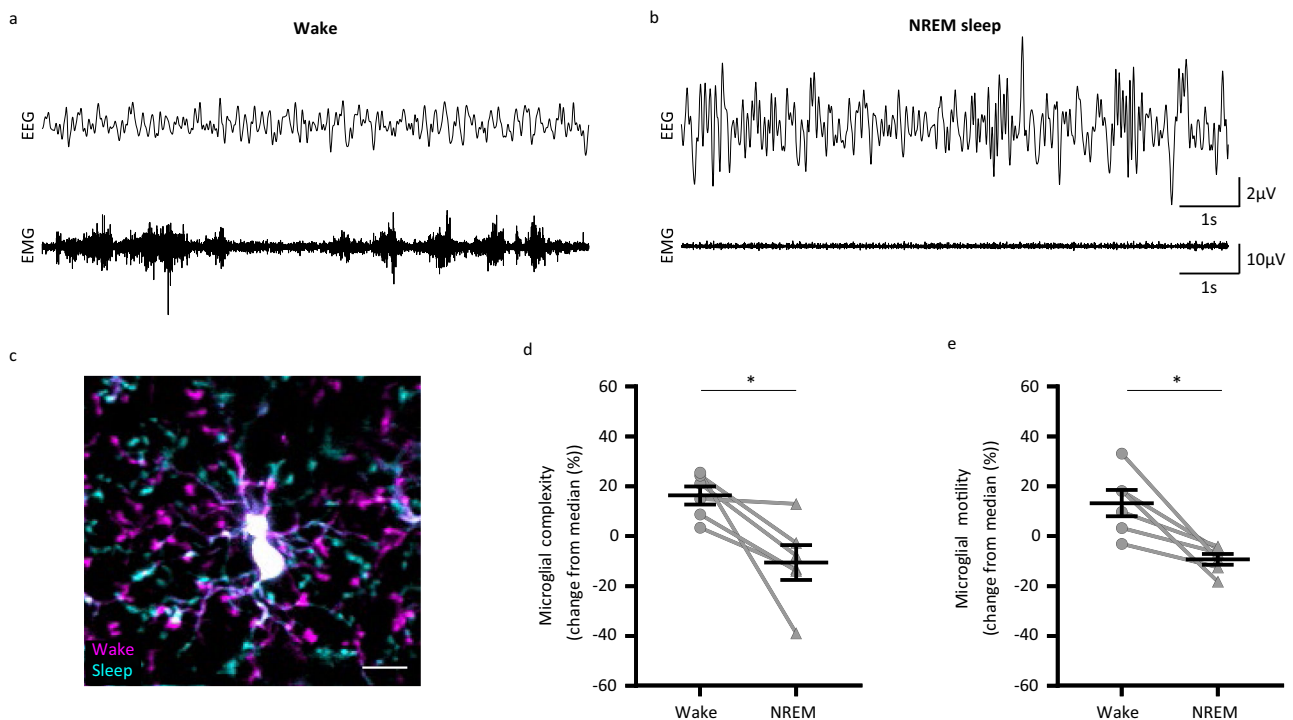 a
Wake
EEG
EMG
b
NREM sleep
EEG
2µV
1s
EMG
10µV
1s
c
Wake
Sleep
d
*
Microglial complexity
(change from median (%))
60
40
20
0
-20
-40
-60
Wake
NREM
e
*
Microglial motility
(change from median (%))
60
40
20
0
-20
-40
-60
Wake
NREM